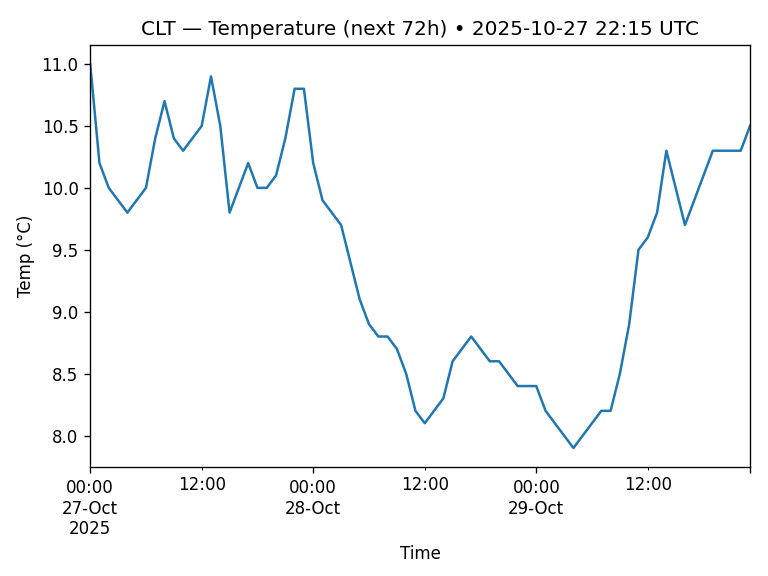 CLT — Temperature (next 72h) • 2025-10-27 22:15 UTC
11.0
10.5
10.0
9.5
9.0
8.5
8.0
Temp (°C)
00:00 12:00 00:00 12:00 00:00 12:00
27-Oct 28-Oct 29-Oct
2025
Time